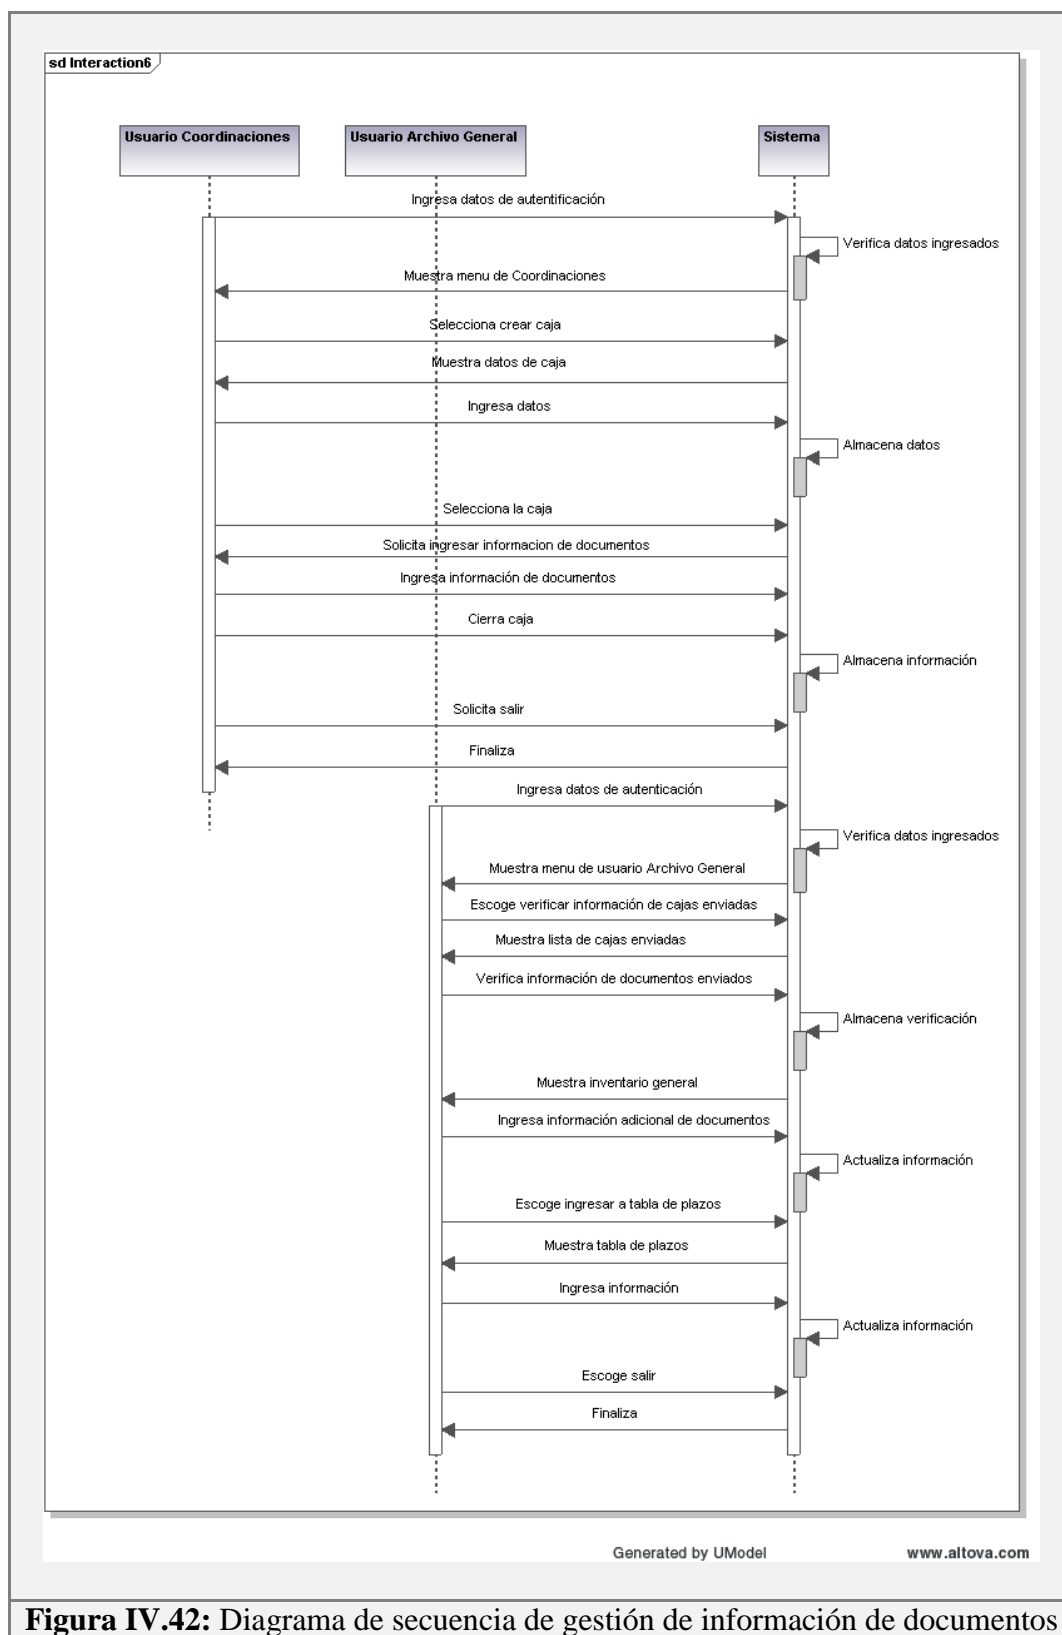 sd Interaction6
Usuario Coordinaciones
Usuario Archivo General
Sistema
Ingresa datos de autentificación
Verifica datos ingresados
Muestra menu de Coordinaciones
Selecciona crear caja
Muestra datos de caja
Ingresa datos
Almacena datos
Selecciona la caja
Solicita ingresar informacion de documentos
Ingresa información de documentos
Cierra caja
Almacena información
Solicita salir
Finaliza
Ingresa datos de autenticación
Verifica datos ingresados
Muestra menu de usuario Archivo General
Escoge verificar información de cajas enviadas
Muestra lista de cajas enviadas
Verifica información de documentos enviados
Almacena verificación
Muestra inventario general
Ingresa información adicional de documentos
Actualiza información
Escoge ingresar a tabla de plazos
Muestra tabla de plazos
Ingresa información
Actualiza información
Escoge salir
Finaliza
Generated by UModel
www.altova.com
Figura IV.42: Diagrama de secuencia de gestión de información de documentos